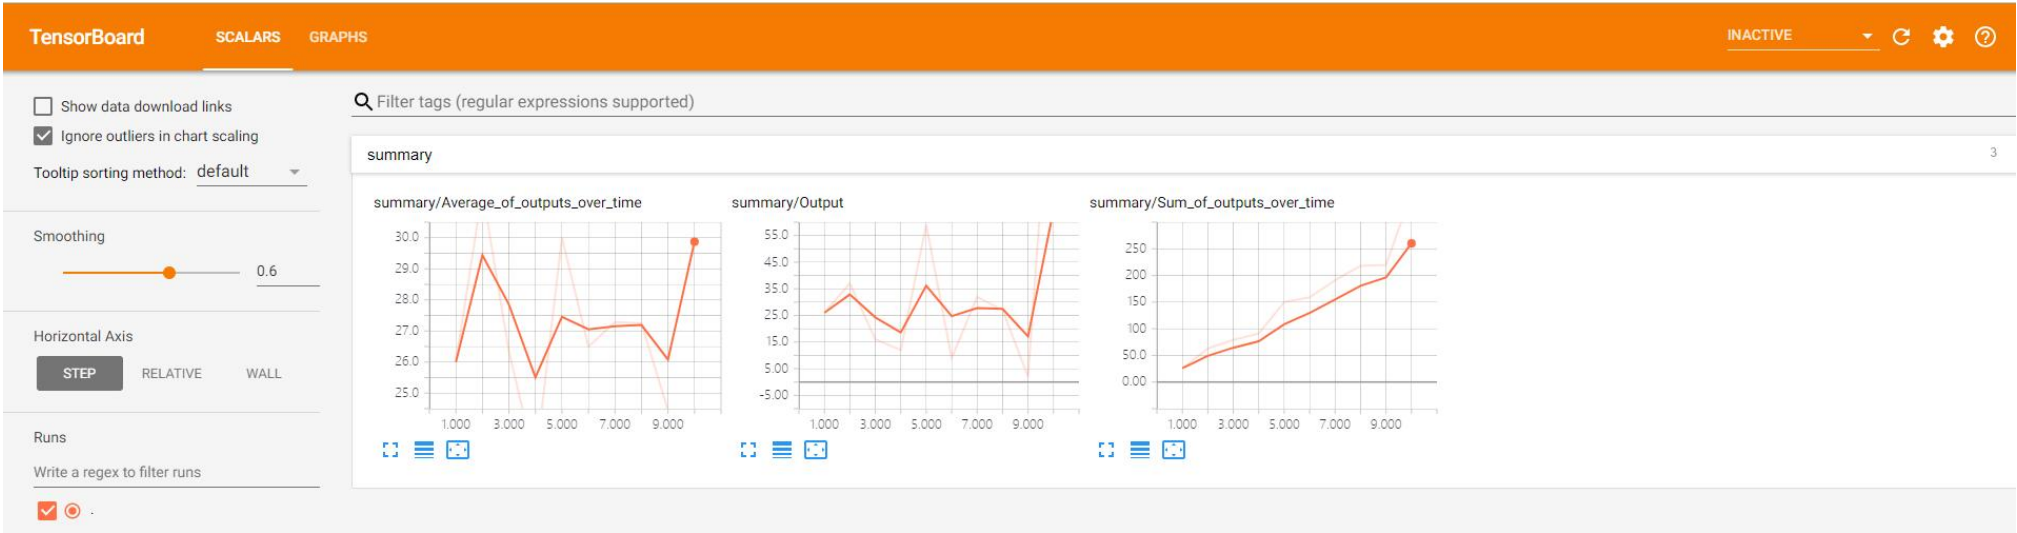 TensorBoard SCALARS GRAPHS INACTIVE
Show data download links
Ignore outliers in chart scaling
Tooltip sorting method: default
Smoothing
0.6
Horizontal Axis
STEP RELATIVE WALL
Runs
Write a regex to filter runs
.
Filter tags (regular expressions supported)
summary 3
summary/Average_of_outputs_over_time
30.0
29.0
28.0
27.0
26.0
25.0
1.000 3.000 5.000 7.000 9.000
summary/Output
55.0
45.0
35.0
25.0
15.0
5.00
-5.00
1.000 3.000 5.000 7.000 9.000
summary/Sum_of_outputs_over_time
250
200
150
100
50.0
0.00
1.000 3.000 5.000 7.000 9.000